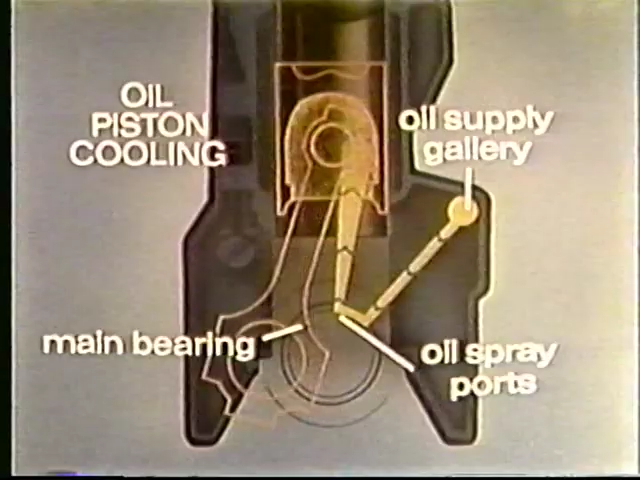 OIL
PISTON
COOLING
oil supply
gallery
main bearing
oil spray
ports